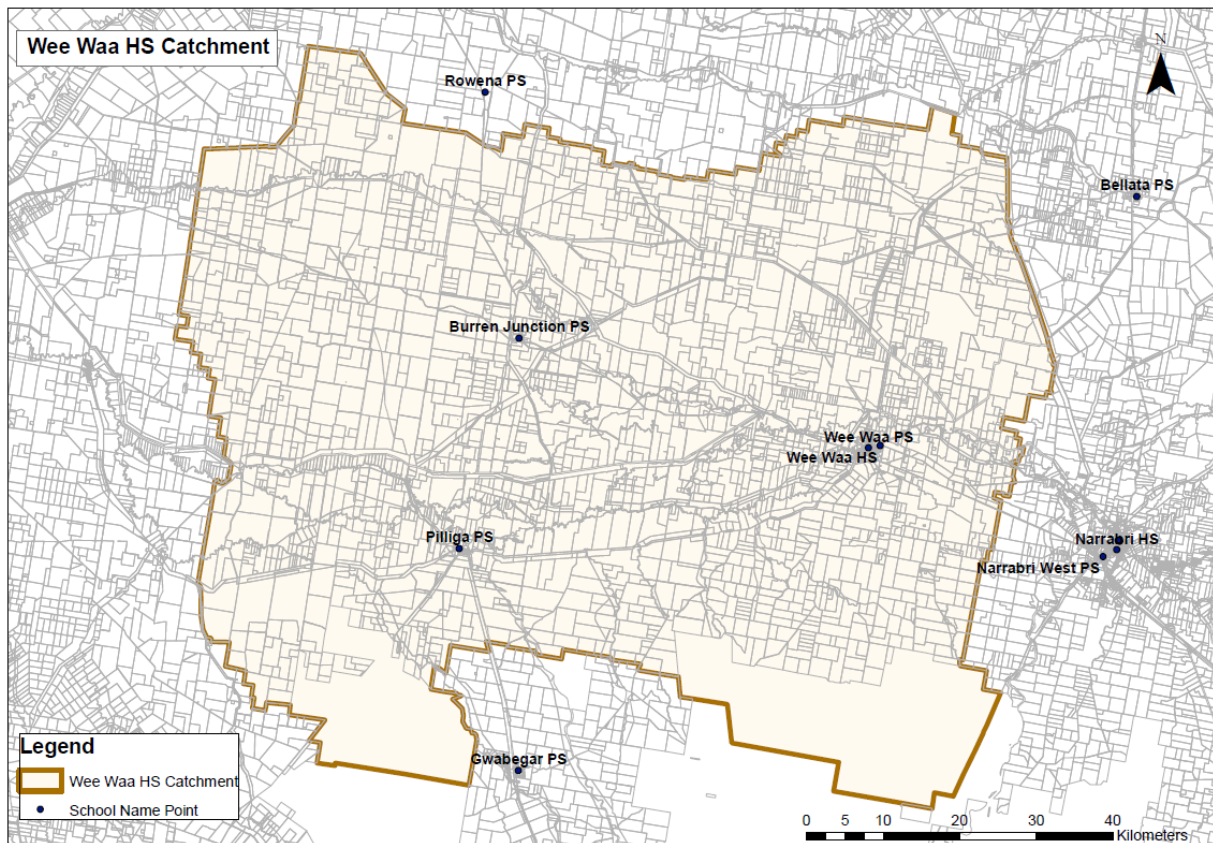 Wee Waa HS Catchment
N
Rowena PS
Bellata PS
Burren Junction PS
Wee Waa PS
Wee Waa HS
Pilliga PS
Narrabri HS
Narrabri West PS
Gwabegar PS
Legend
Wee Waa HS Catchment
School Name Point
0 5 10 20 30 40
Kilometers